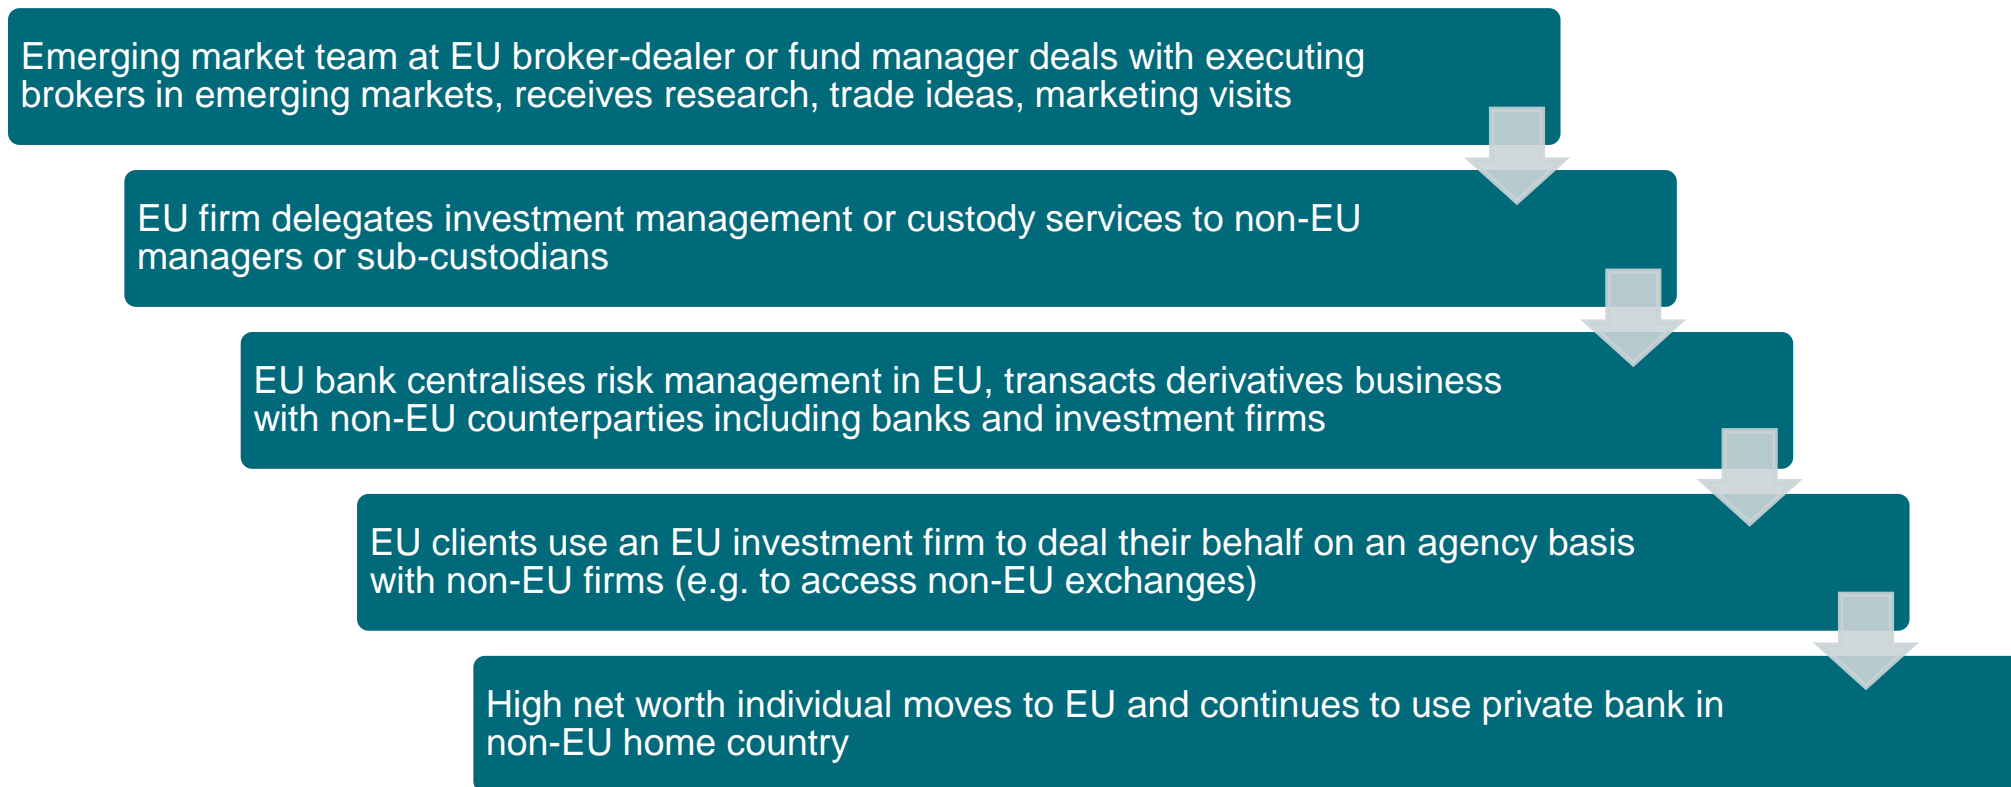 Emerging market team at EU broker-dealer or fund manager deals with executing
brokers in emerging markets, receives research, trade ideas, marketing visits
EU firm delegates investment management or custody services to non-EU
managers or sub-custodians
EU bank centralises risk management in EU, transacts derivatives business
with non-EU counterparties including banks and investment firms
EU clients use an EU investment firm to deal their behalf on an agency basis
with non-EU firms (e.g. to access non-EU exchanges)
High net worth individual moves to EU and continues to use private bank in
non-EU home country